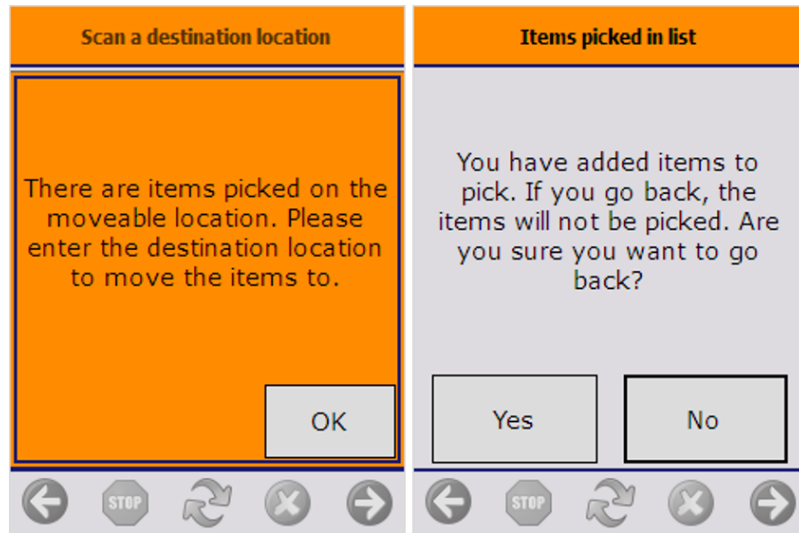 Scan a destination location
There are items picked on the
moveable location. Please
enter the destination location
to move the items to.
OK
STOP
Items picked in list
You have added items to
pick. If you go back, the
items will not be picked. Are
you sure you want to go
back?
Yes
No
STOP